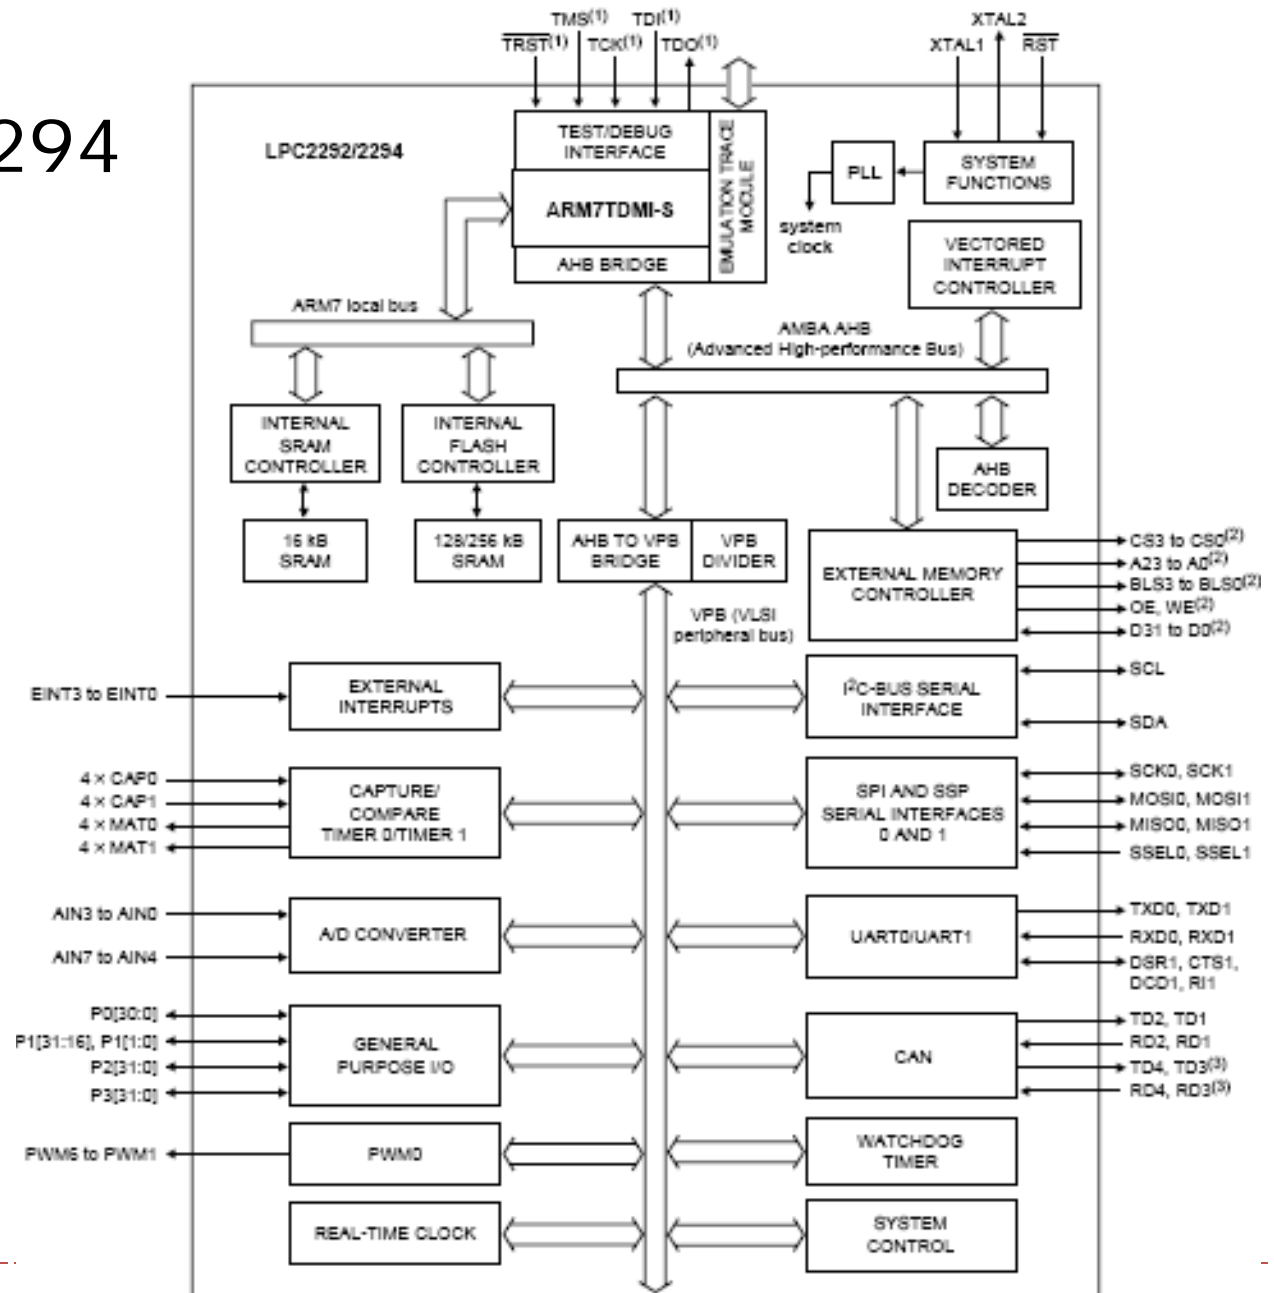 TMS(1) TDI(1)
TRST(1) TCK(1) TDO(1)
XTAL2
XTAL1 RST
294
LPC2292/2294
TEST/DEBUG
INTERFACE
ARM7TDMI-S
AHB BRIDGE
EMULATION TRACE
MODULE
PLL
SYSTEM
FUNCTIONS
system
clock
VECTORED
INTERRUPT
CONTROLLER
ARM7 local bus
AMBA AHB
(Advanced High-performance Bus)
INTERNAL
SRAM
CONTROLLER
INTERNAL
FLASH
CONTROLLER
AHB
DECODER
16 kB
SRAM
128/256 kB
SRAM
AHB TO VPB
BRIDGE
VPB
DIVIDER
EXTERNAL MEMORY
CONTROLLER
CS3 to CS0(2)
A23 to A0(2)
BLS3 to BLS0(2)
OE, WE(2)
D31 to D0(2)
VPB (VLSI
peripheral bus)
EINT3 to EINT0
EXTERNAL
INTERRUPTS
I2C-BUS SERIAL
INTERFACE
SCL
SDA
4 × CAP0
4 × CAP1
4 × MAT0
4 × MAT1
CAPTURE/
COMPARE
TIMER 0/TIMER 1
SPI AND SSP
SERIAL INTERFACES
0 AND 1
SCK0, SCK1
MOSI0, MOSI1
MISO0, MISO1
SSEL0, SSEL1
AIN3 to AIN0
AIN7 to AIN4
A/D CONVERTER
UART0/UART1
TXD0, TXD1
RXD0, RXD1
DSR1, CTS1,
DCD1, RI1
P0[30:0]
P1[31:16], P1[1:0]
P2[31:0]
P3[31:0]
GENERAL
PURPOSE I/O
CAN
TD2, TD1
RD2, RD1
TD4, TD3(3)
RD4, RD3(3)
PWM6 to PWM1
PWM0
WATCHDOG
TIMER
REAL-TIME CLOCK
SYSTEM
CONTROL